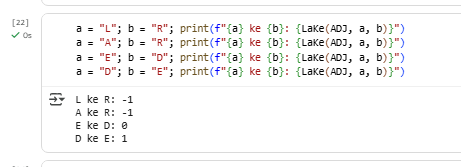 [22]
0s
a = "L"; b = "R"; print(f"{a} ke {b}: {LaKe(ADJ, a, b)}")
a = "A"; b = "R"; print(f"{a} ke {b}: {LaKe(ADJ, a, b)}")
a = "E"; b = "D"; print(f"{a} ke {b}: {LaKe(ADJ, a, b)}")
a = "D"; b = "E"; print(f"{a} ke {b}: {LaKe(ADJ, a, b)}")
L ke R: -1
A ke R: -1
E ke D: 0
D ke E: 1